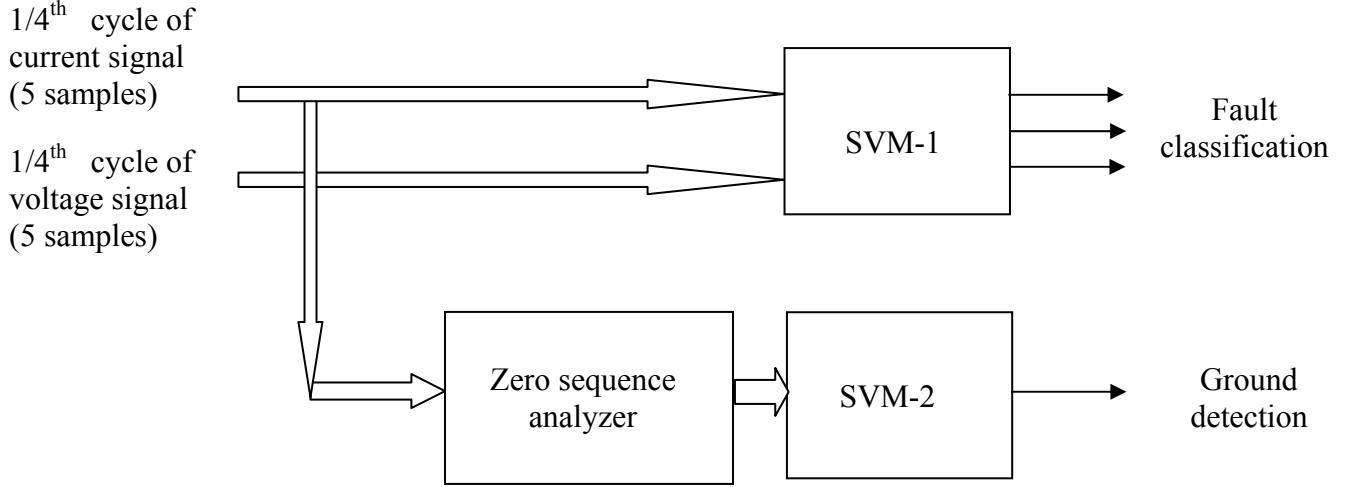 1/4th cycle of
current signal
(5 samples)
1/4th cycle of
voltage signal
(5 samples)
SVM-1
Fault
classification
Zero sequence
analyzer
SVM-2
Ground
detection